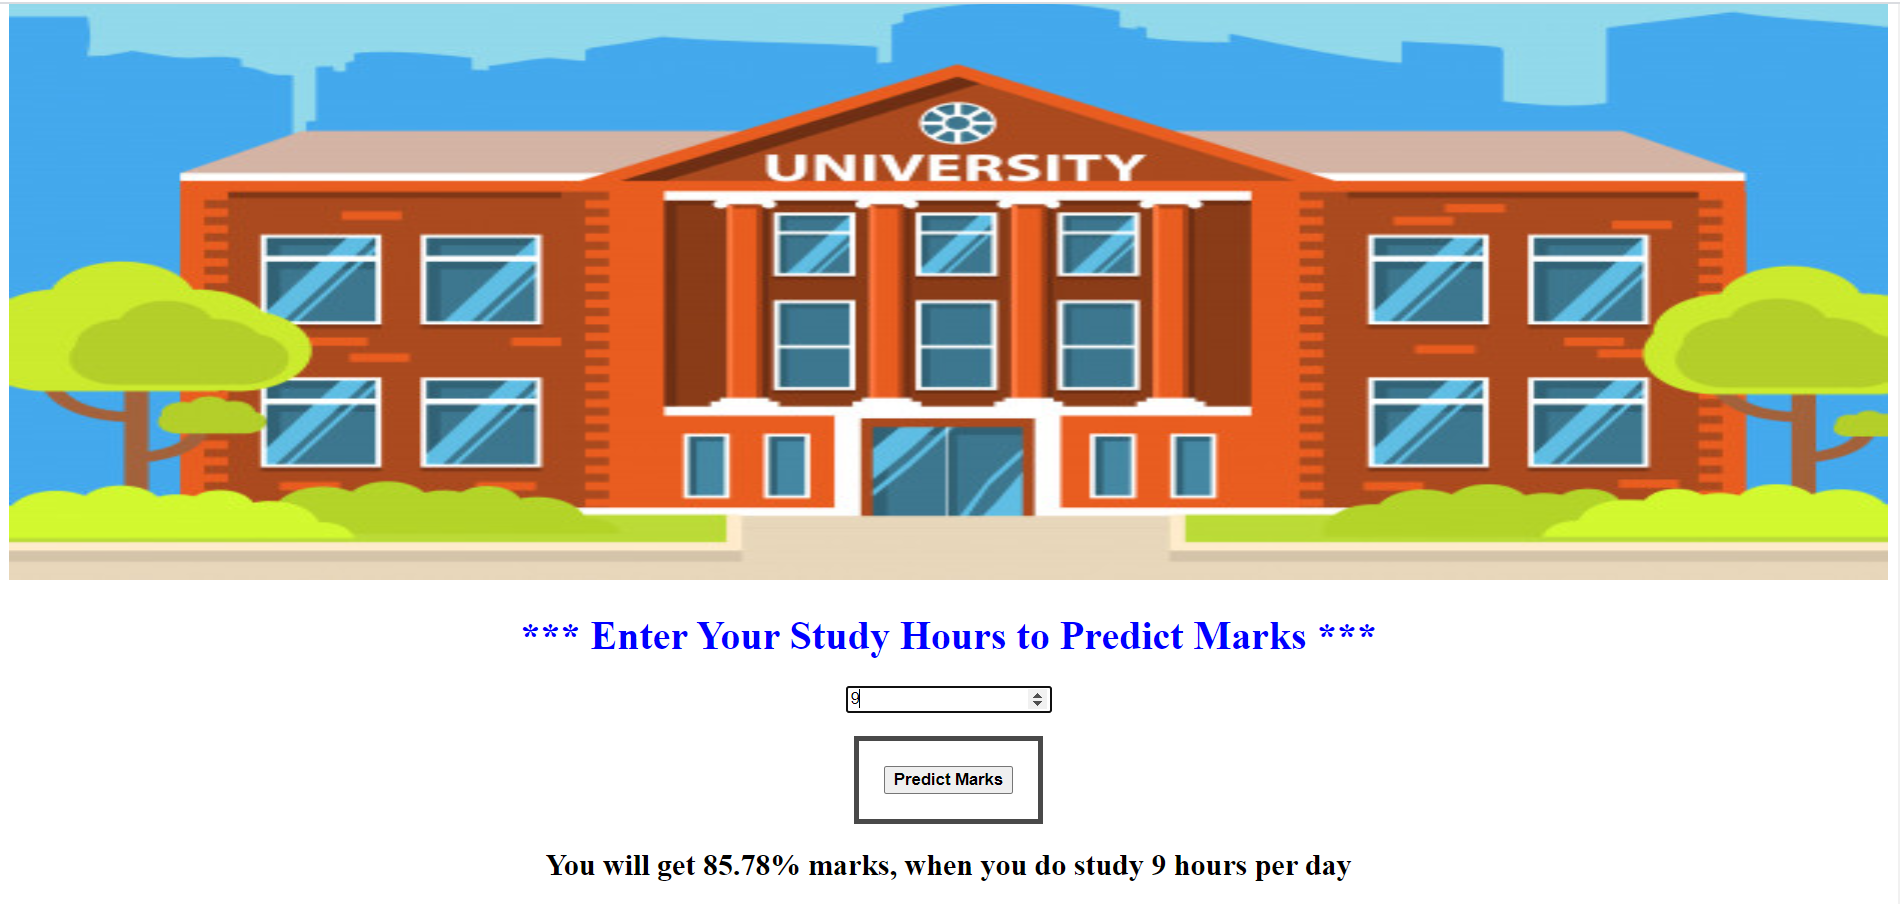 UNIVERSITY
*** Enter Your Study Hours to Predict Marks ***
9
Predict Marks
You will get 85.78% marks, when you do study 9 hours per day